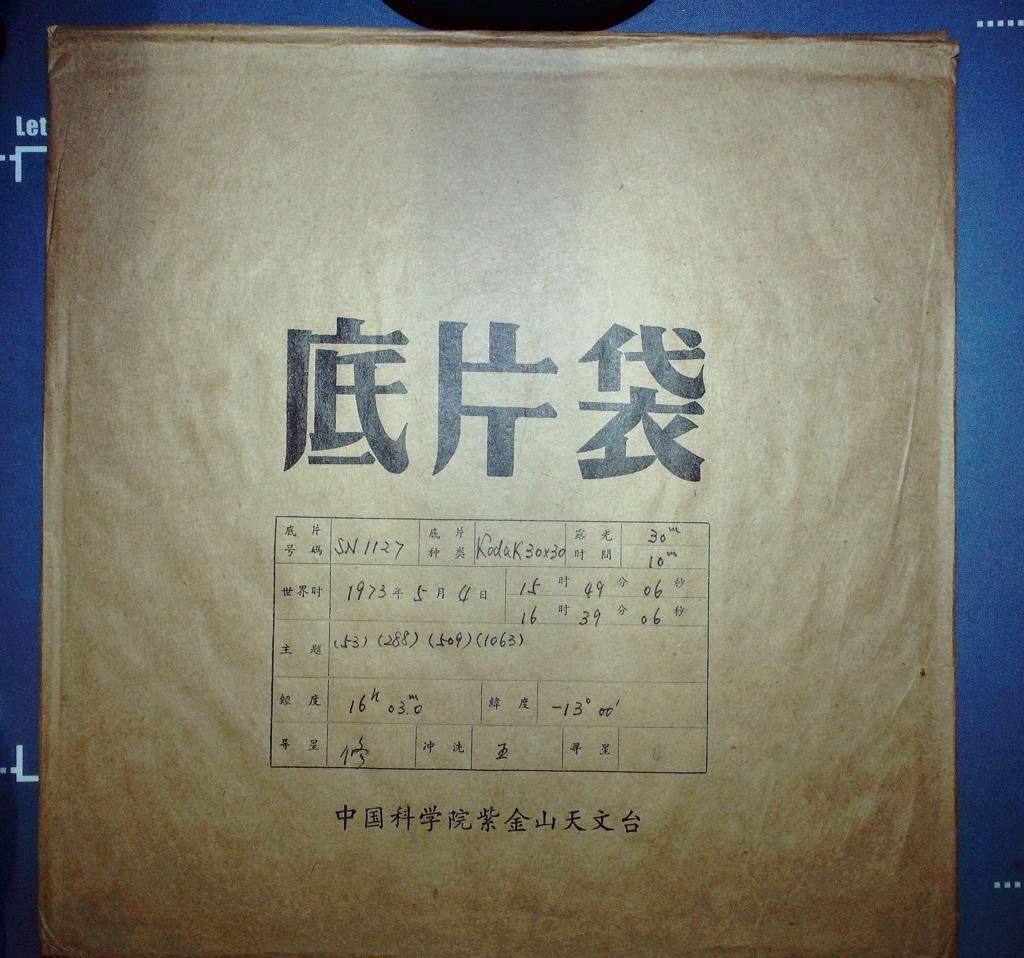 Let
底片袋
底片号码 SN 1127 底片种类 Kodak 30x30 露光时间 30ᵐ
10ᵐ
世界时 1973年5月4日 15时49分06秒
16时39分06秒
主题 (53) (288) (509) (1063)
经度 16ʰ 03.ᵐ0 纬度 -13° 00'
寻星 冲洗 王 寻星
中国科学院紫金山天文台